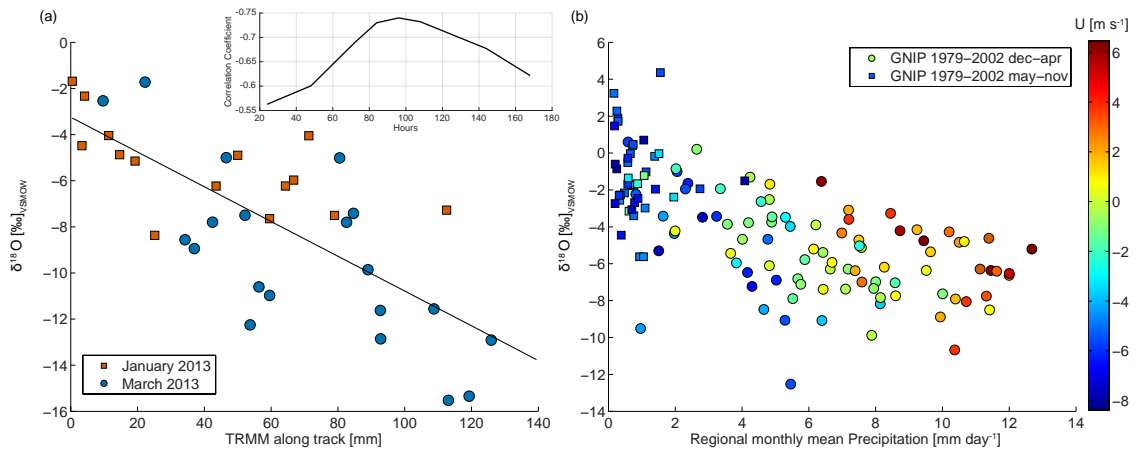 (a)
(b)
U [m s⁻¹]
−0.75
−0.7
−0.65
−0.6
−0.55
Correlation Coefficient
20 40 60 80 100 120 140 160 180
Hours
0
−2
−4
−6
−8
−10
−12
−14
−16
δ¹⁸O [‰]VSMOW
January 2013
March 2013
0 20 40 60 80 100 120 140
TRMM along track [mm]
6
4
2
0
−2
−4
−6
−8
−10
−12
−14
δ¹⁸O [‰]VSMOW
GNIP 1979−2002 dec−apr
GNIP 1979−2002 may−nov
0 2 4 6 8 10 12 14
Regional monthly mean Precipitation [mm day⁻¹]
6
4
2
0
−2
−4
−6
−8